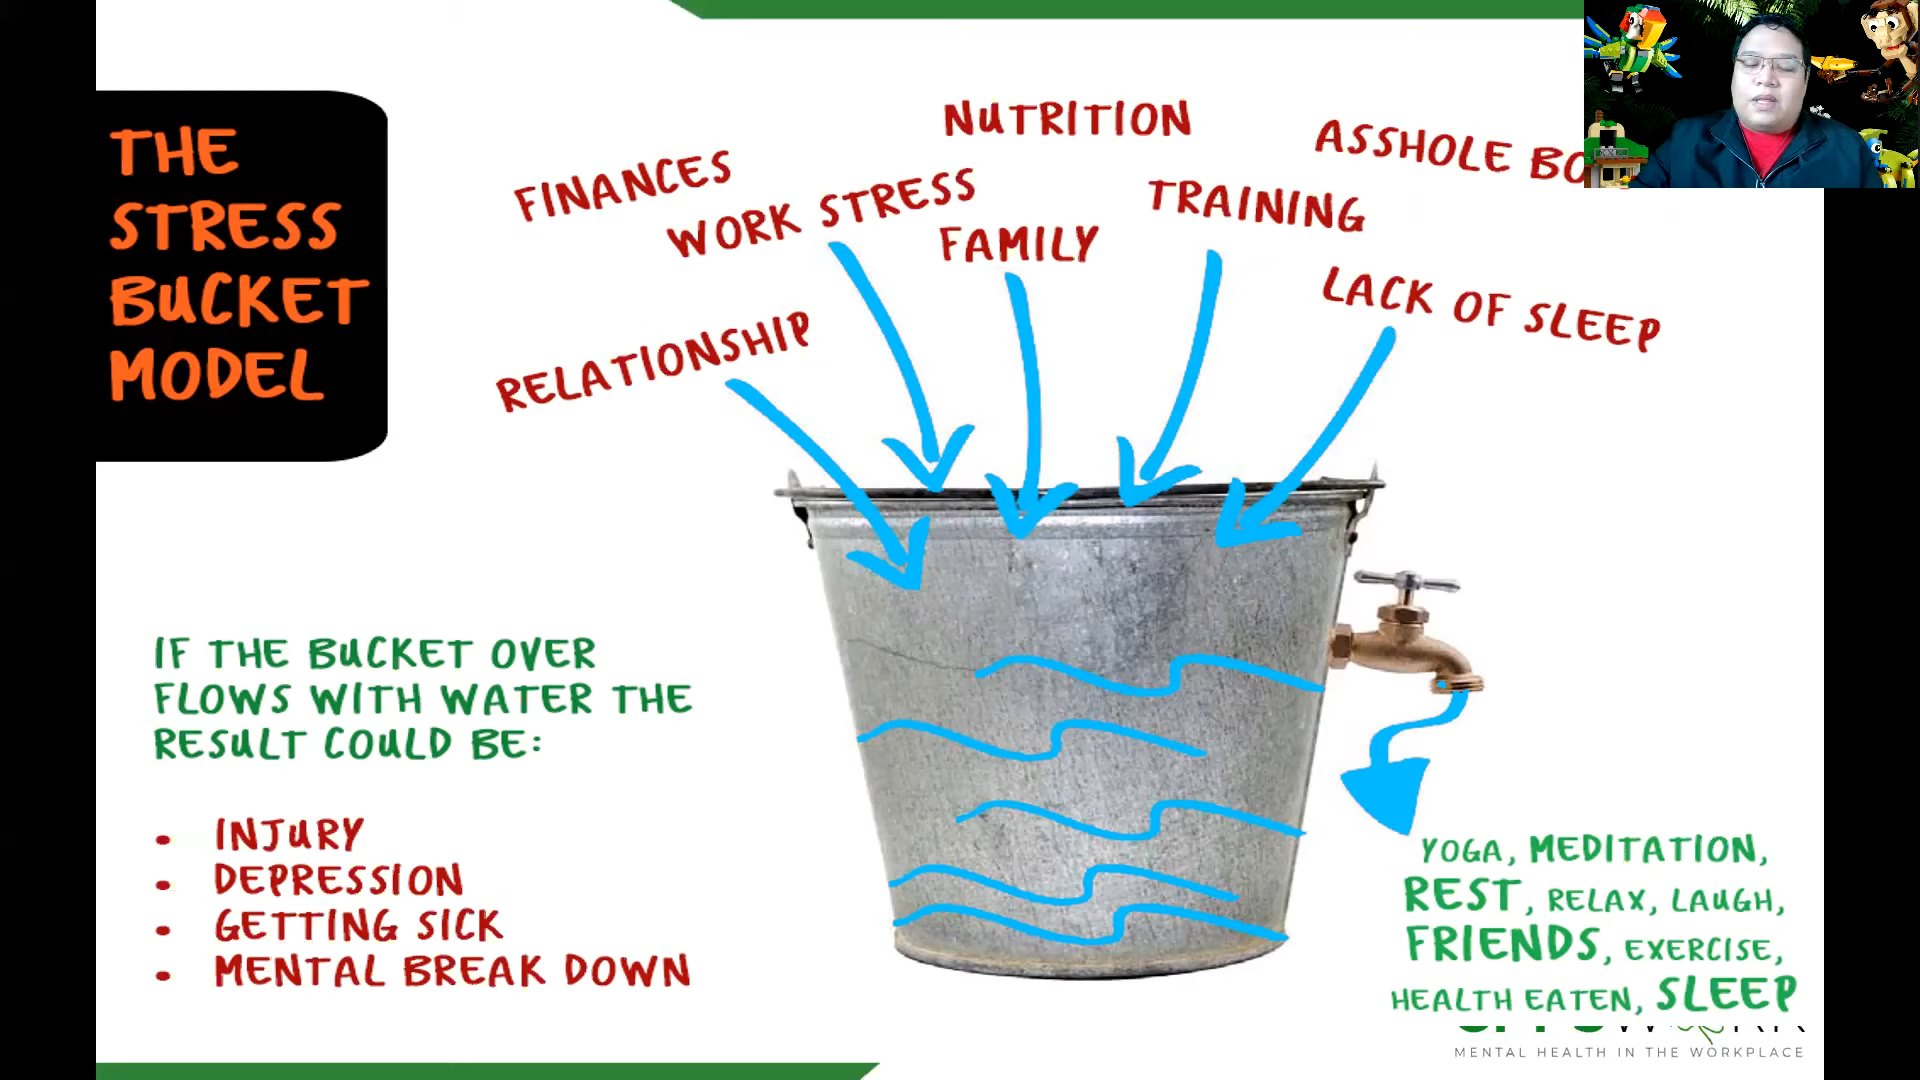 THE
STRESS
BUCKET
MODEL
NUTRITION
FINANCES
ASSHOLE
WORK STRESS
TRAINING
FAMILY
LACK OF SLEEP
RELATIONSHIP
IF THE BUCKET OVER
FLOWS WITH WATER THE
RESULT COULD BE:
• INJURY
• DEPRESSION
• GETTING SICK
• MENTAL BREAK DOWN
YOGA, MEDITATION,
REST, RELAX, LAUGH,
FRIENDS, EXERCISE,
HEALTH EATEN, SLEEP
MENTAL HEALTH IN THE WORKPLACE